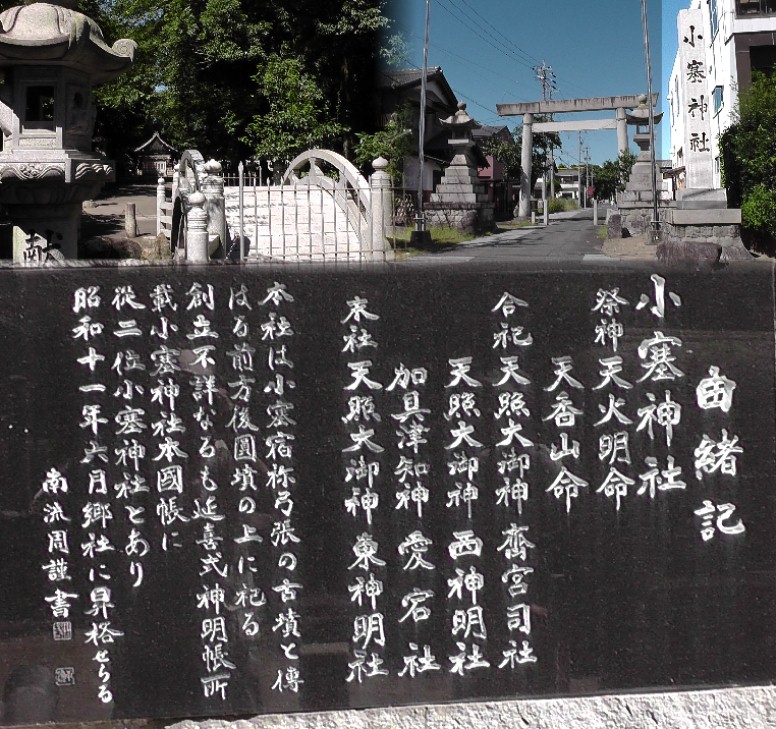 小塞神社
献
由緒記
小塞神社
祭神 天火明命
天香山命
合祀 天照大御神 齊宮司社
天照大御神 西神明社
加具津知神 愛宕社
末社 天照大御神 東神明社
本社は小塞宿祢弓張の古墳と傳
はる前方後圓墳の上に祀る
創立不詳なるも延喜式神明帳所
載小塞神社本國帳に
從二位小塞神社とあり
昭和十一年六月郷社に昇格せらる
南流周謹書